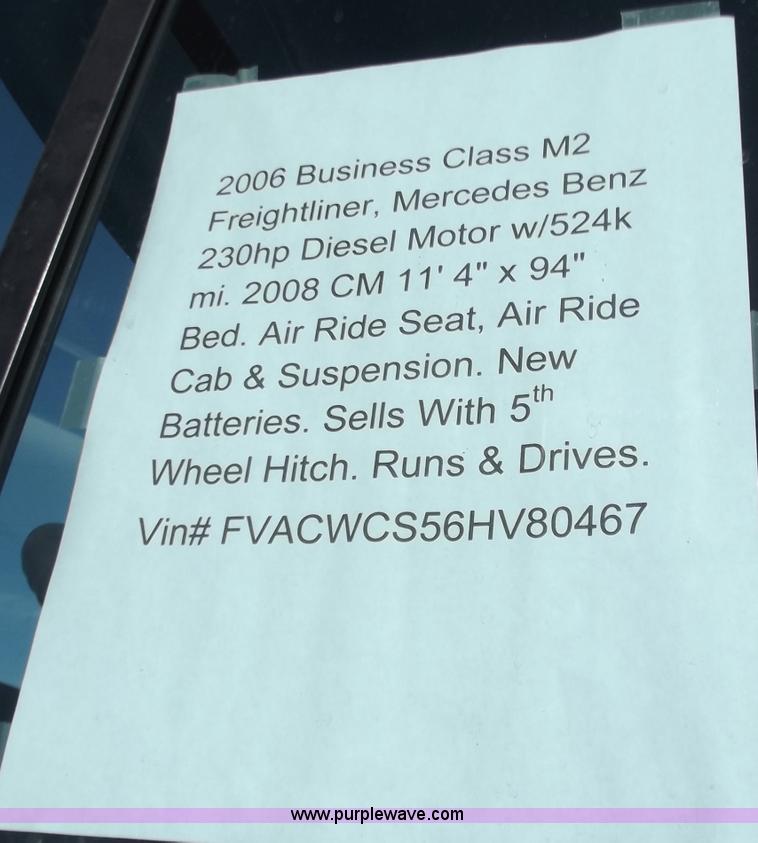 2006 Business Class M2
Freightliner, Mercedes Benz
230hp Diesel Motor w/524k
mi. 2008 CM 11' 4" x 94"
Bed. Air Ride Seat, Air Ride
Cab & Suspension. New
Batteries. Sells With 5th
Wheel Hitch. Runs & Drives.
Vin# FVACWCS56HV80467
www.purplewave.com